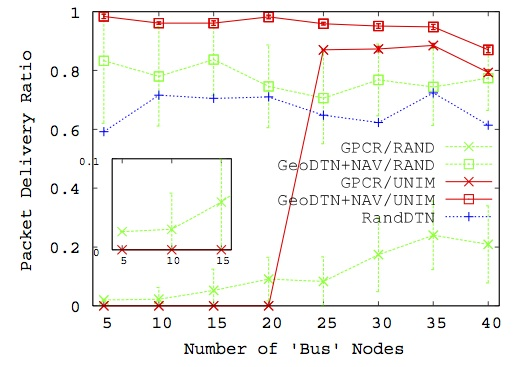 Packet Delivery Ratio
1
0.8
0.6
0.4
0.2
0
GPCR/RAND
GeoDTN+NAV/RAND
GPCR/UNIM
GeoDTN+NAV/UNIM
RandDTN
0.1
0
5 10 15
5 10 15 20 25 30 35 40
Number of 'Bus' Nodes